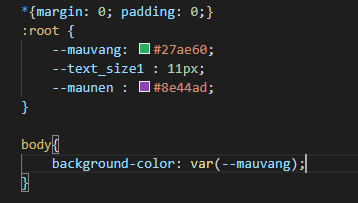 *{margin: 0; padding: 0;}
:root {
--mauvang: #27ae60;
--text_size1 : 11px;
--maunen : #8e44ad;
}
body{
background-color: var(--mauvang);
}